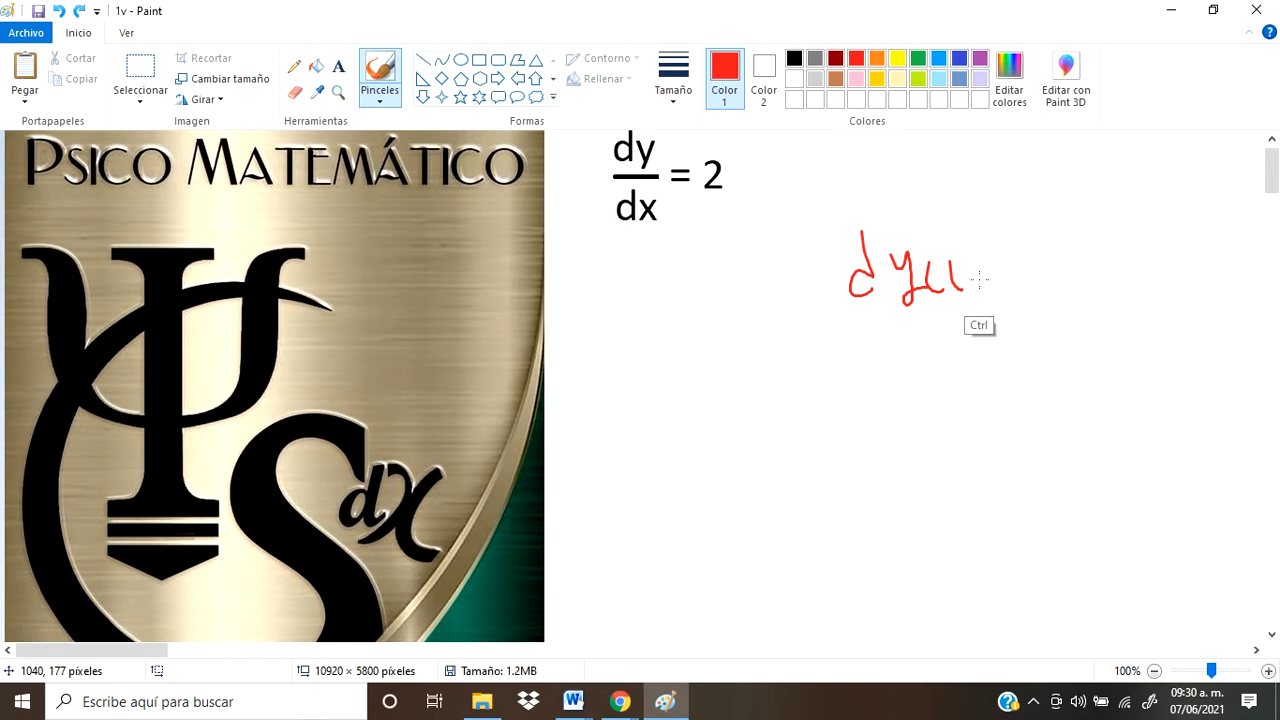 1v - Paint
Archivo Inicio Ver
Pegar
Cortar
Copiar
Portapapeles
Seleccionar
Recortar
Cambiar tamaño
Girar
Imagen
A
Herramientas
Pinceles
Contorno
Rellenar
Formas
Tamaño
Color 1
Color 2
Editar colores
Editar con Paint 3D
Colores
PSICO MATEMÁTICO
Ψ
S dx
dy
dx
= 2
dy
Ctrl
1040, 177 píxeles
10920 × 5800 píxeles
Tamaño: 1.2MB
100%
Escribe aquí para buscar
09:30 a. m.
07/06/2021